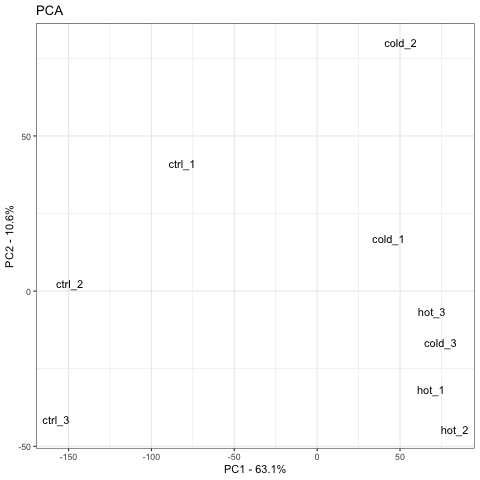 PCA
cold_2
50
ctrl_1
cold_1
PC2 - 10.6%
ctrl_2
0
hot_3
cold_3
hot_1
ctrl_3
hot_2
-50
-150
-100
-50
0
50
PC1 - 63.1%